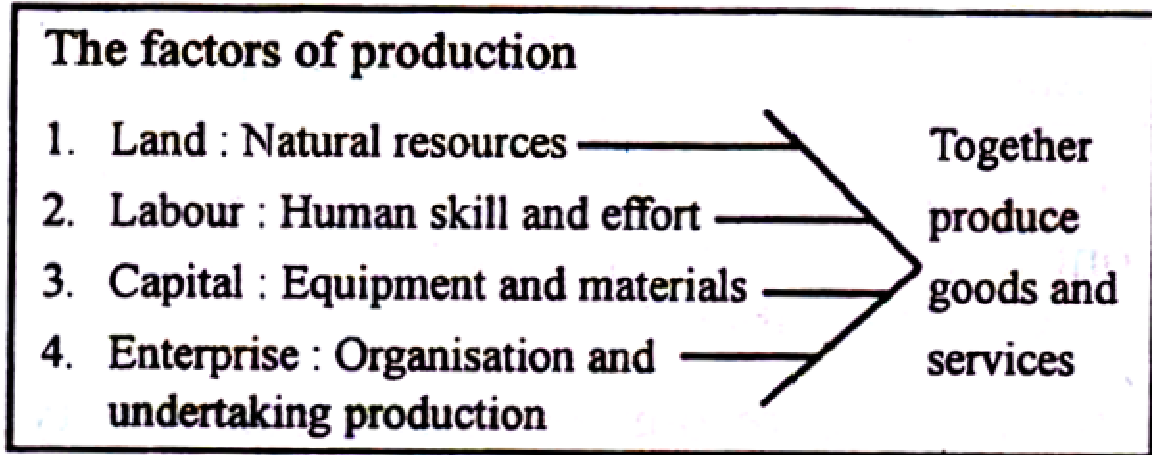 The factors of production
1. Land : Natural resources
2. Labour : Human skill and effort
3. Capital : Equipment and materials
4. Enterprise : Organisation and
undertaking production
Together
produce
goods and
services